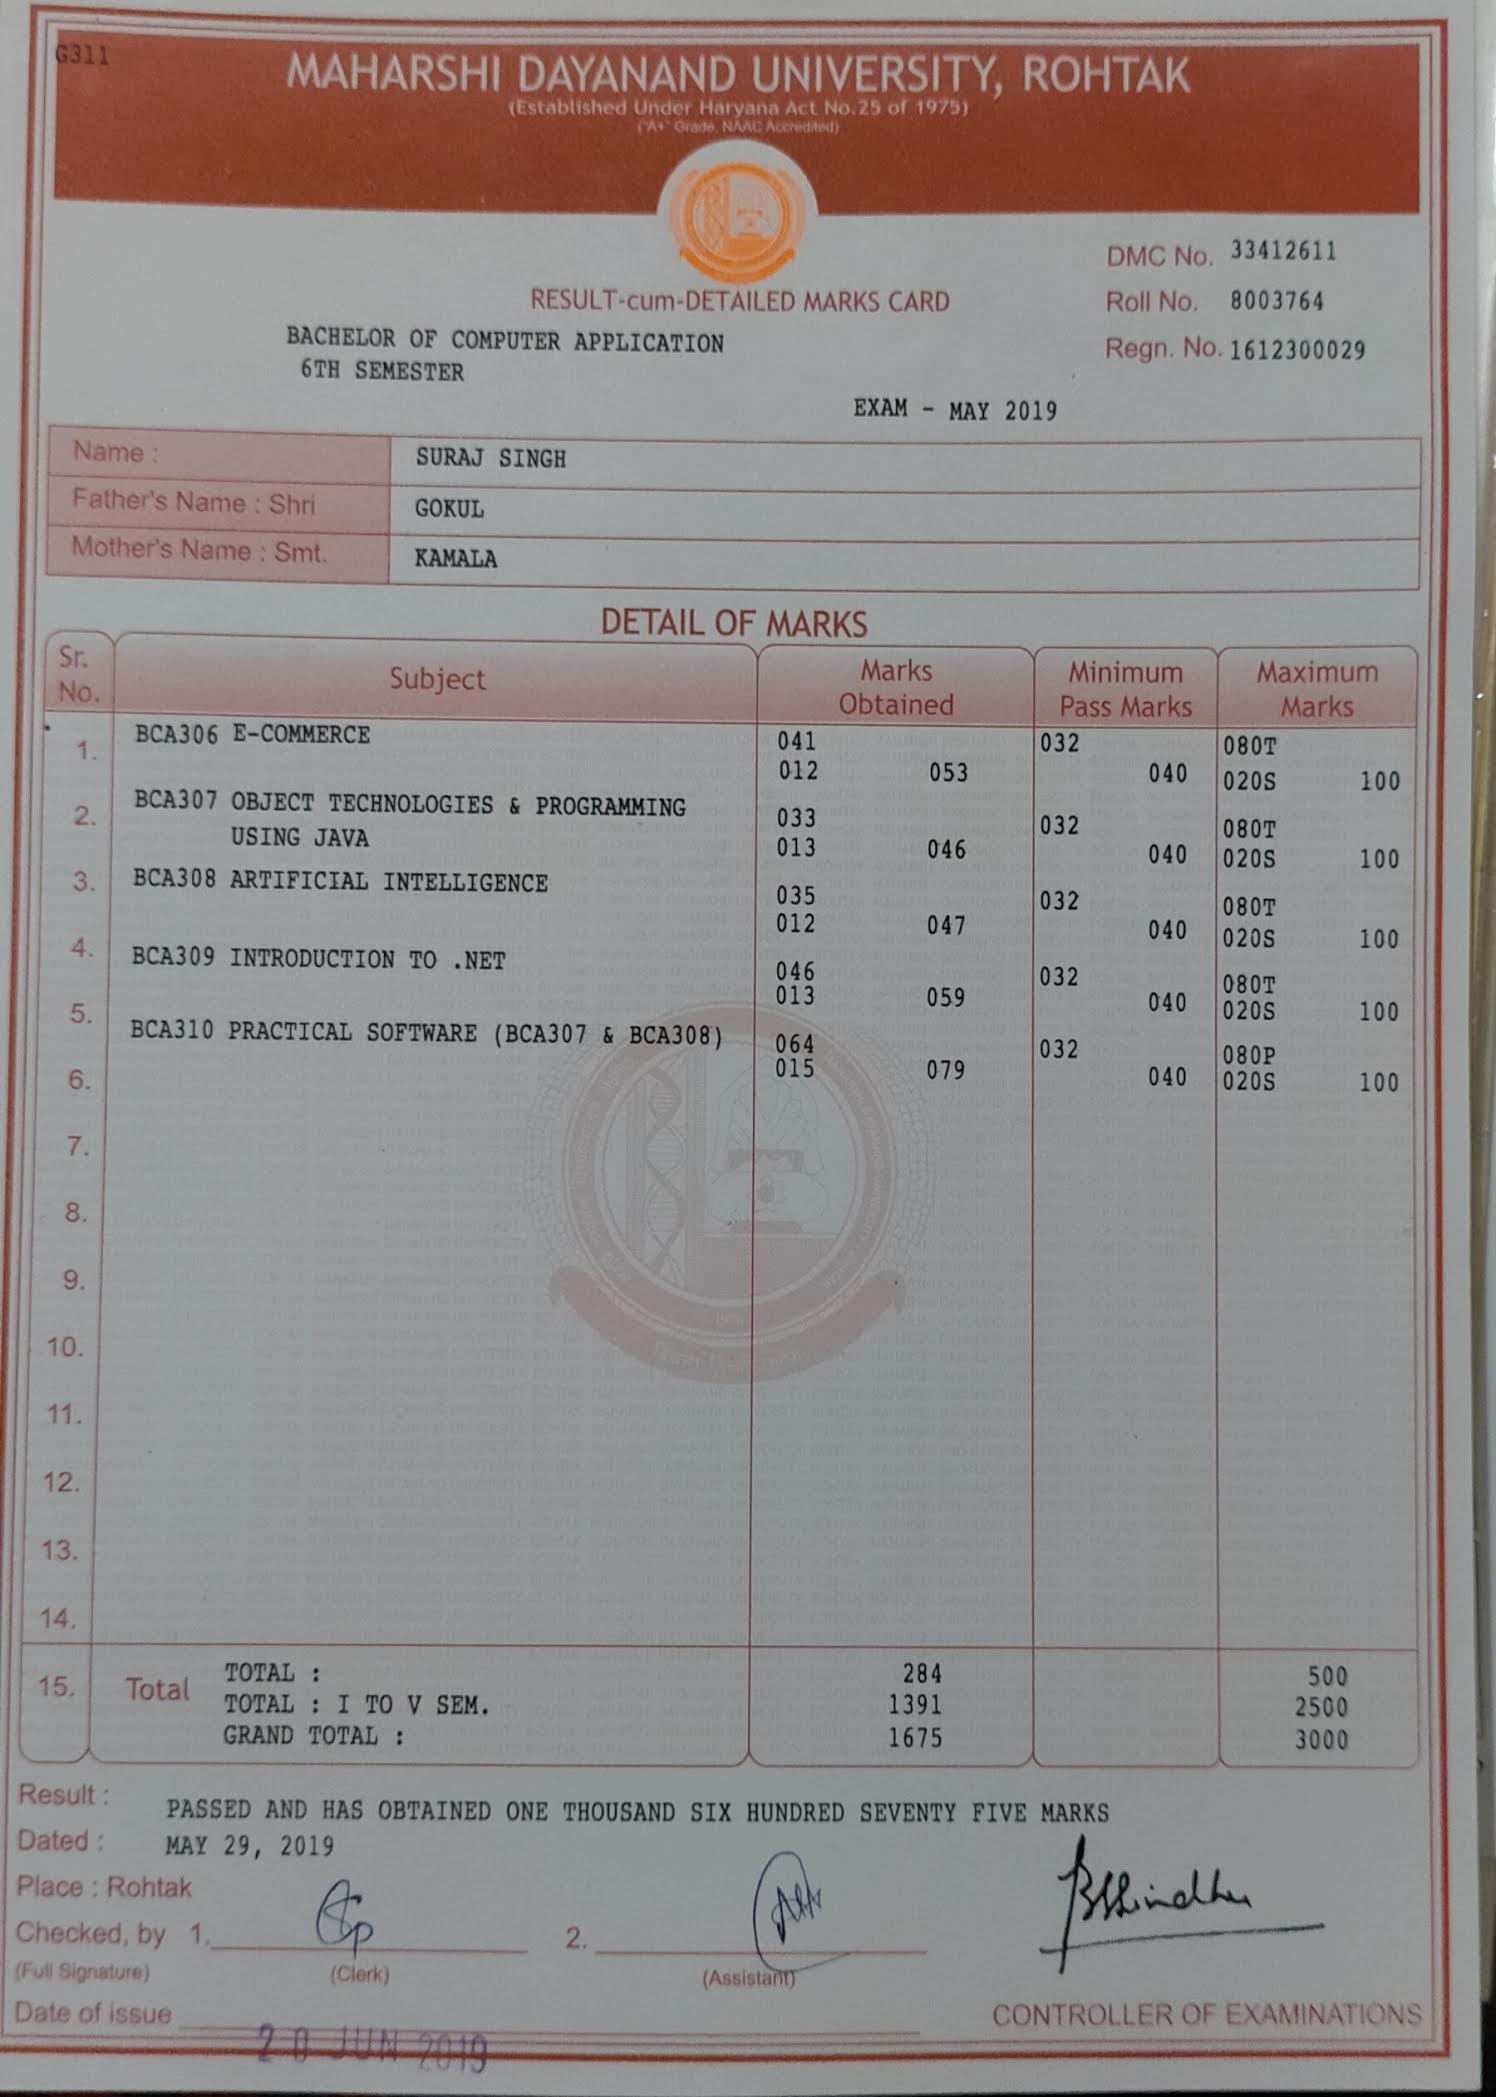 G311
MAHARSHI DAYANAND UNIVERSITY, ROHTAK
(Established Under Haryana Act No.25 of 1975)
("A+" Grade, NAAC Accredited)
DMC No. 33412611
RESULT-cum-DETAILED MARKS CARD
Roll No. 8003764
BACHELOR OF COMPUTER APPLICATION
Regn. No. 1612300029
6TH SEMESTER
EXAM - MAY 2019
Name : SURAJ SINGH
Father's Name : Shri GOKUL
Mother's Name : Smt. KAMALA
DETAIL OF MARKS
Sr. No. Subject Marks Obtained Minimum Pass Marks Maximum Marks
1. BCA306 E-COMMERCE 041 032 080T
012 053 040 020S 100
2. BCA307 OBJECT TECHNOLOGIES & PROGRAMMING 033 032 080T
USING JAVA 013 046 040 020S 100
3. BCA308 ARTIFICIAL INTELLIGENCE 035 032 080T
012 047 040 020S 100
4. BCA309 INTRODUCTION TO .NET 046 032 080T
013 059 040 020S 100
5. BCA310 PRACTICAL SOFTWARE (BCA307 & BCA308) 064 032 080P
015 079 040 020S 100
6.
7.
8.
9.
10.
11.
12.
13.
14.
15. Total TOTAL : 284 500
TOTAL : I TO V SEM. 1391 2500
GRAND TOTAL : 1675 3000
Result : PASSED AND HAS OBTAINED ONE THOUSAND SIX HUNDRED SEVENTY FIVE MARKS
Dated : MAY 29, 2019
Place : Rohtak
Checked, by 1. 2.
(Full Signature) (Clerk) (Assistant)
Date of issue CONTROLLER OF EXAMINATIONS
20 JUN 2019